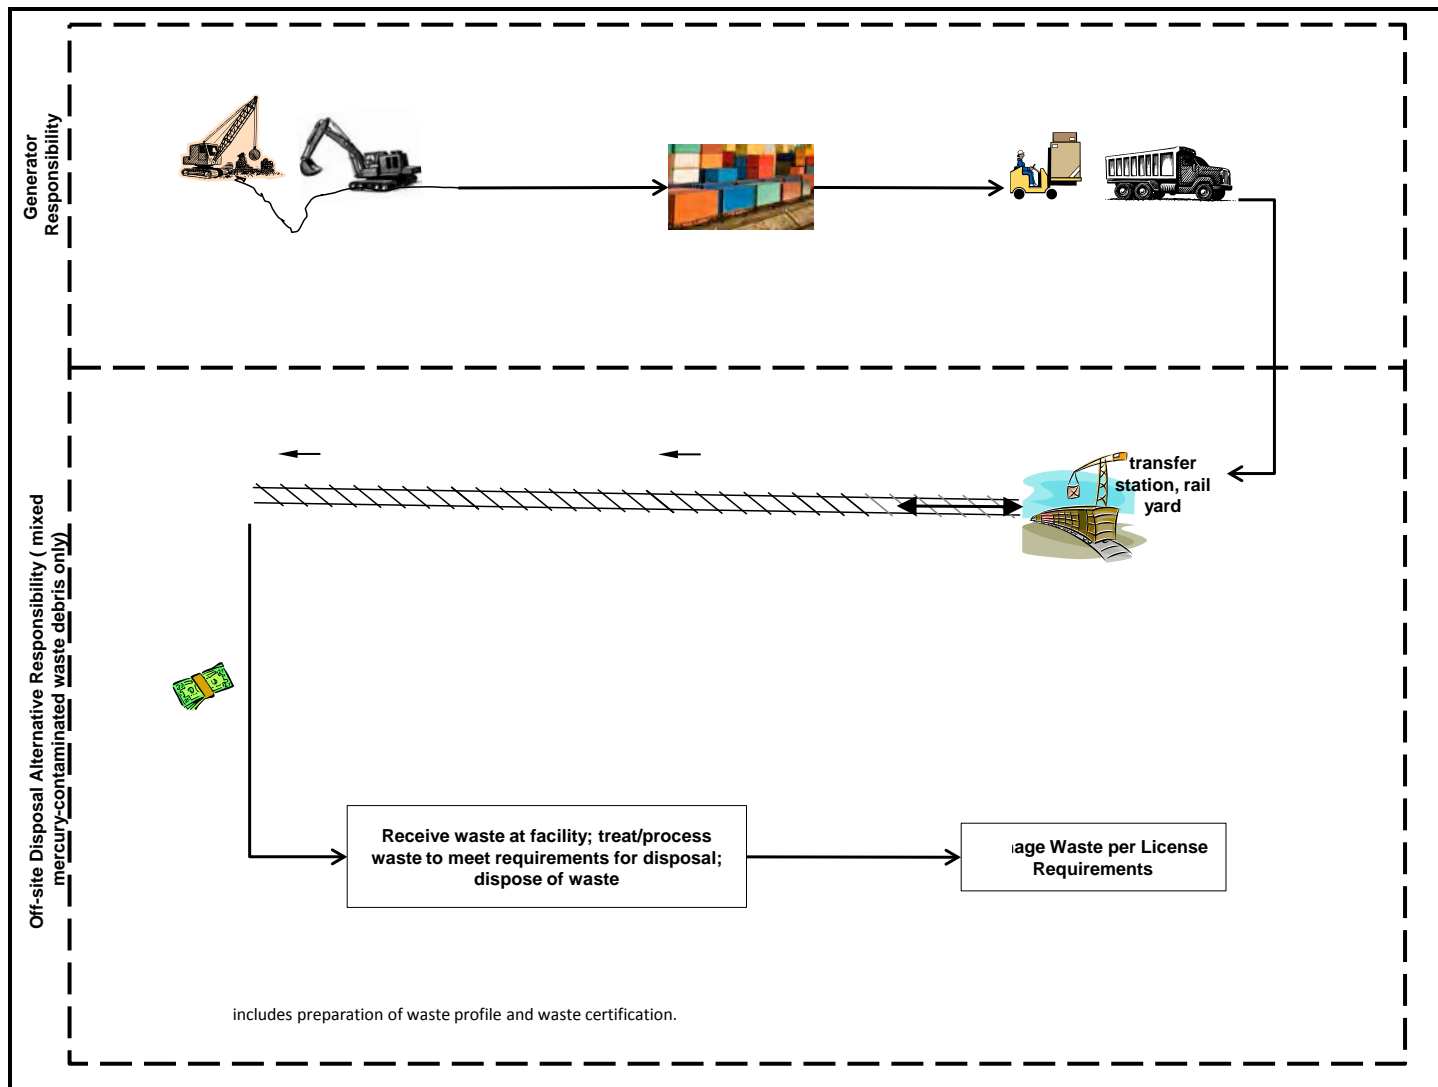 Generator
Responsibility
transfer
station, rail
yard
Off-site Disposal Alternative Responsibility ( mixed
mercury-contaminated waste debris only)
Receive waste at facility; treat/process
waste to meet requirements for disposal;
dispose of waste
Waste per License
Requirements
includes preparation of waste profile and waste certification.